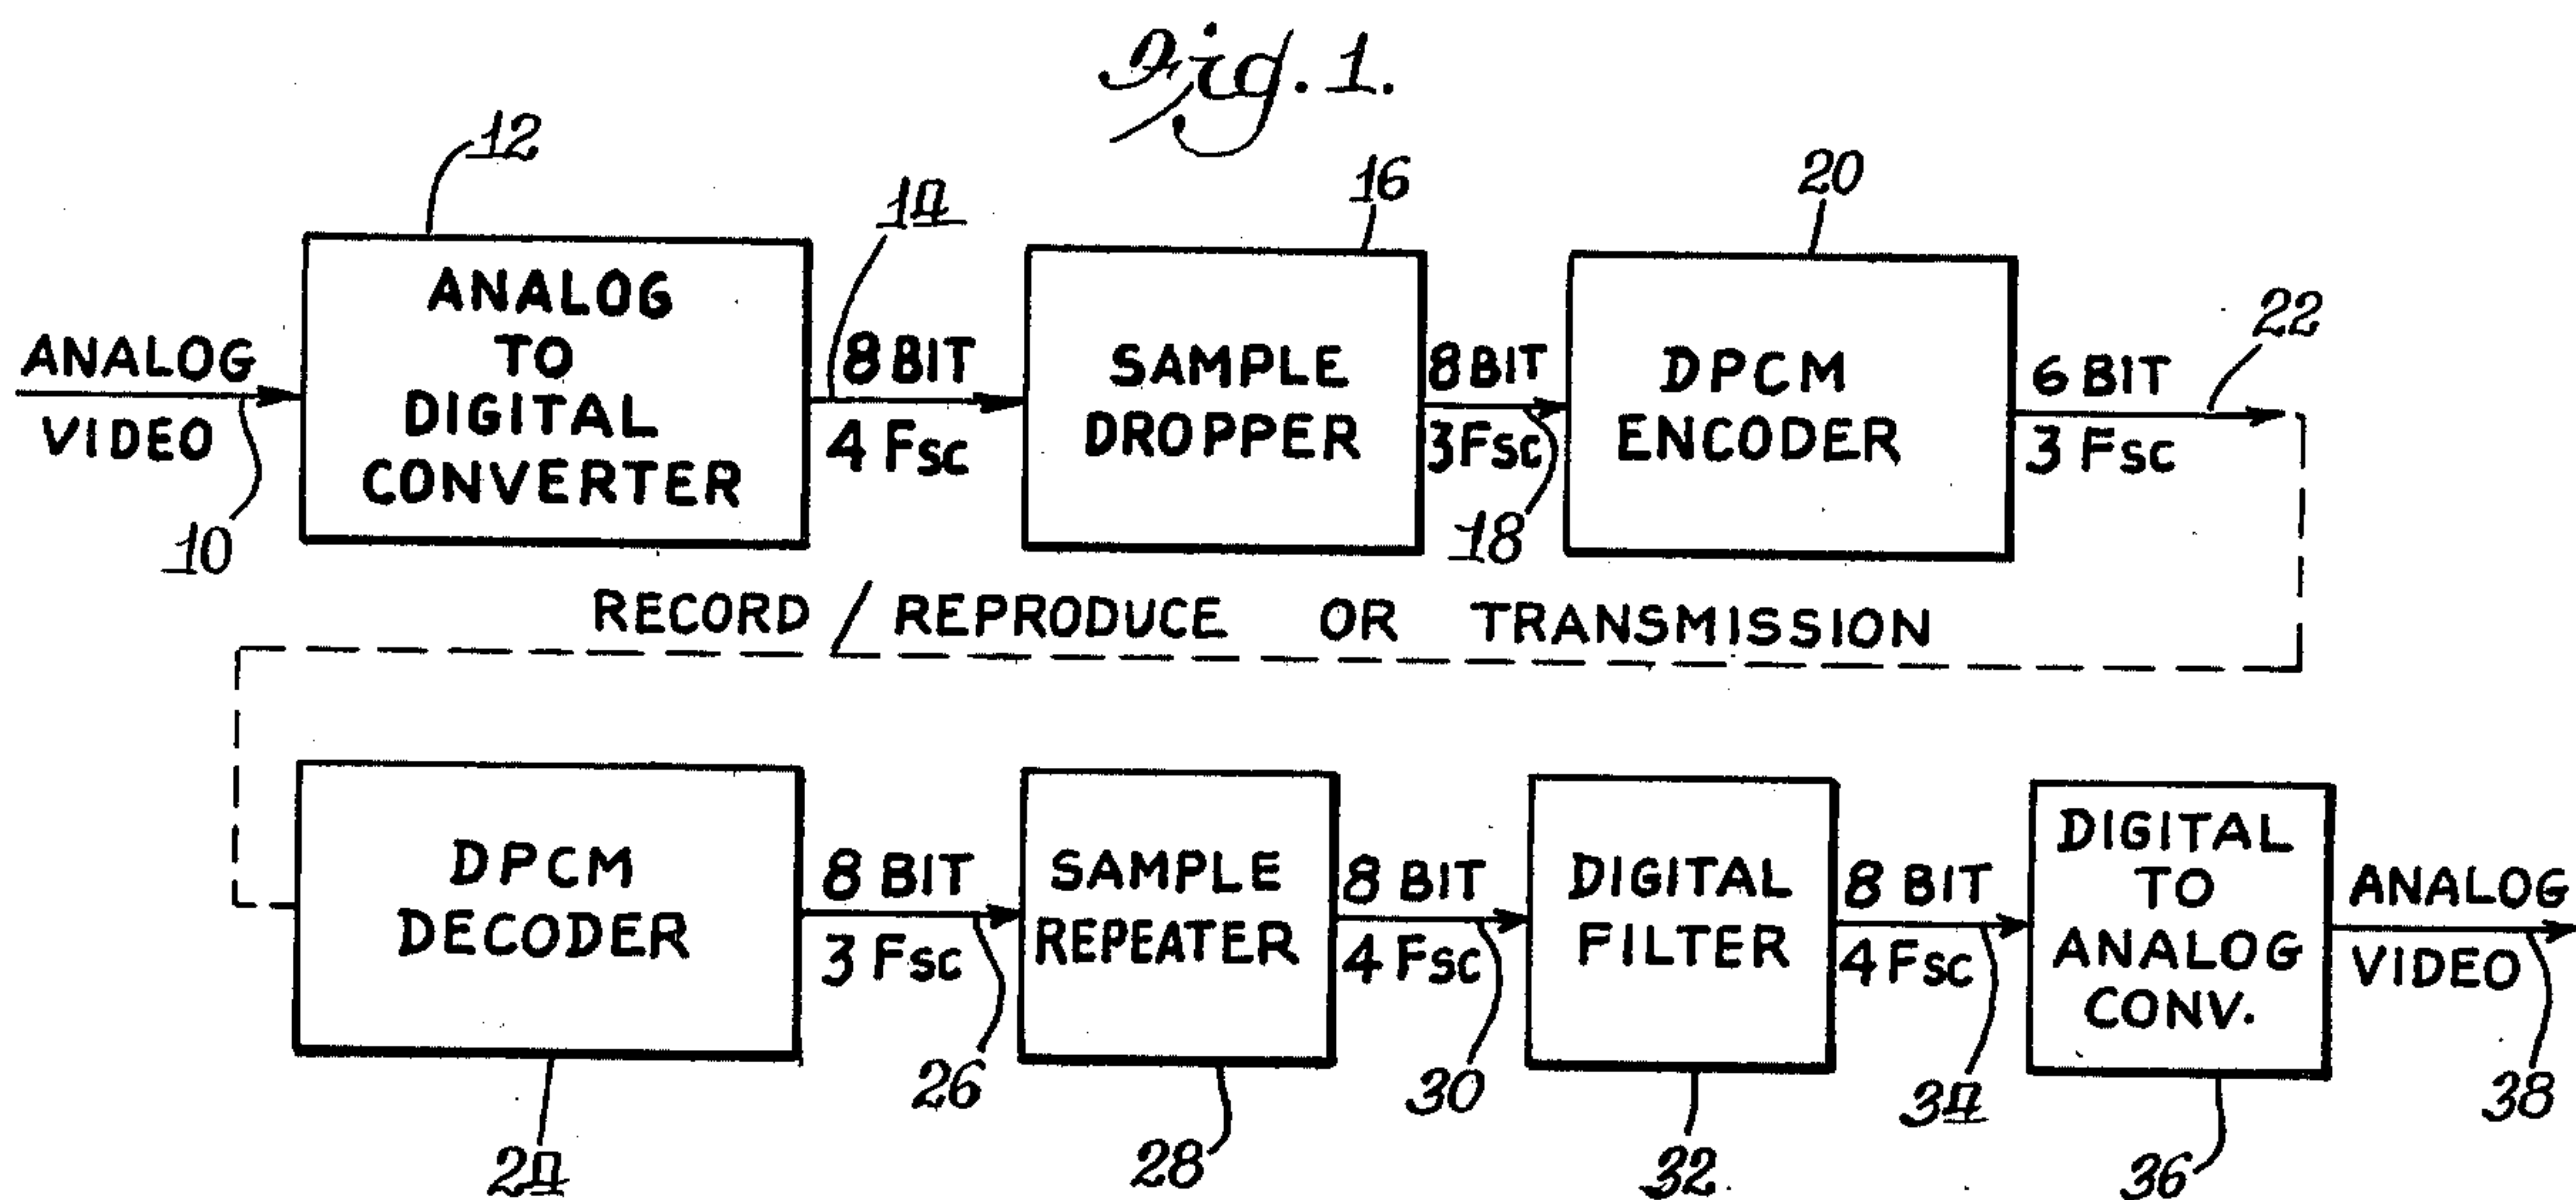 Fig. 1.
12
14
16
20
22
ANALOG
VIDEO
10
ANALOG
TO
DIGITAL
CONVERTER
8 BIT
4 Fsc
SAMPLE
DROPPER
8 BIT
3 Fsc
18
DPCM
ENCODER
6 BIT
3 Fsc
RECORD / REPRODUCE OR TRANSMISSION
DPCM
DECODER
24
8 BIT
3 Fsc
26
SAMPLE
REPEATER
28
8 BIT
4 Fsc
30
DIGITAL
FILTER
32
8 BIT
4 Fsc
34
DIGITAL
TO
ANALOG
CONV.
36
ANALOG
VIDEO
38